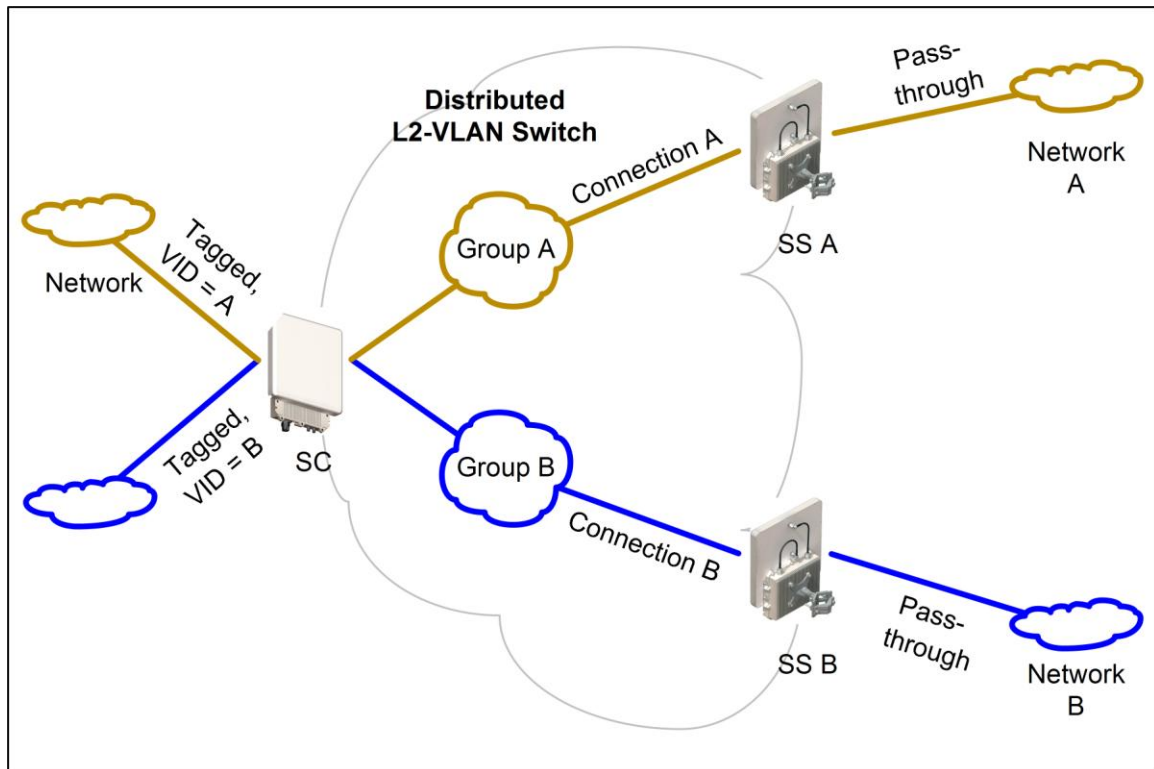 Distributed
L2-VLAN Switch
Pass-
through
Network
A
Connection A
SS A
Tagged,
VID = A
Network
Group A
SC
Tagged,
VID = B
Group B
Connection B
SS B
Pass-
through
Network
B